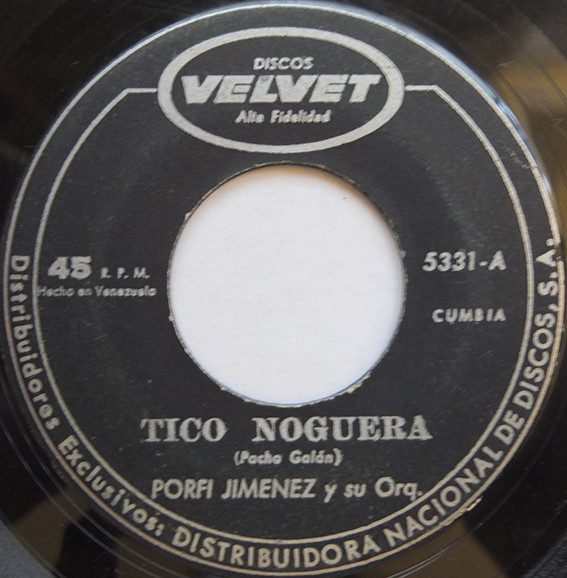 DISCOS
VELVET
Alta Fidelidad
45 R. P. M.
Hecho en Venezuela
5331-A
CUMBIA
TICO NOGUERA
(Pacho Galán)
PORFI JIMENEZ y su Orq.
Distribuidores Exclusivos: DISTRIBUIDORA NACIONAL DE DISCOS, S.A.